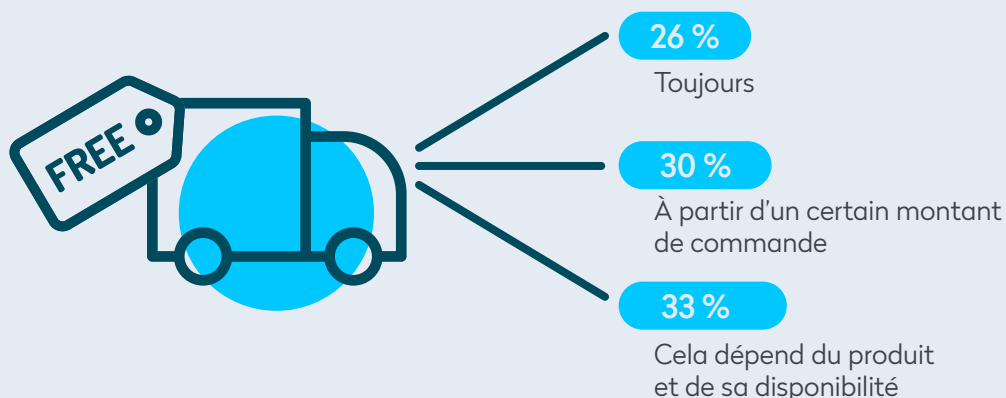 FREE
26 %
Toujours
30 %
À partir d'un certain montant
de commande
33 %
Cela dépend du produit
et de sa disponibilité